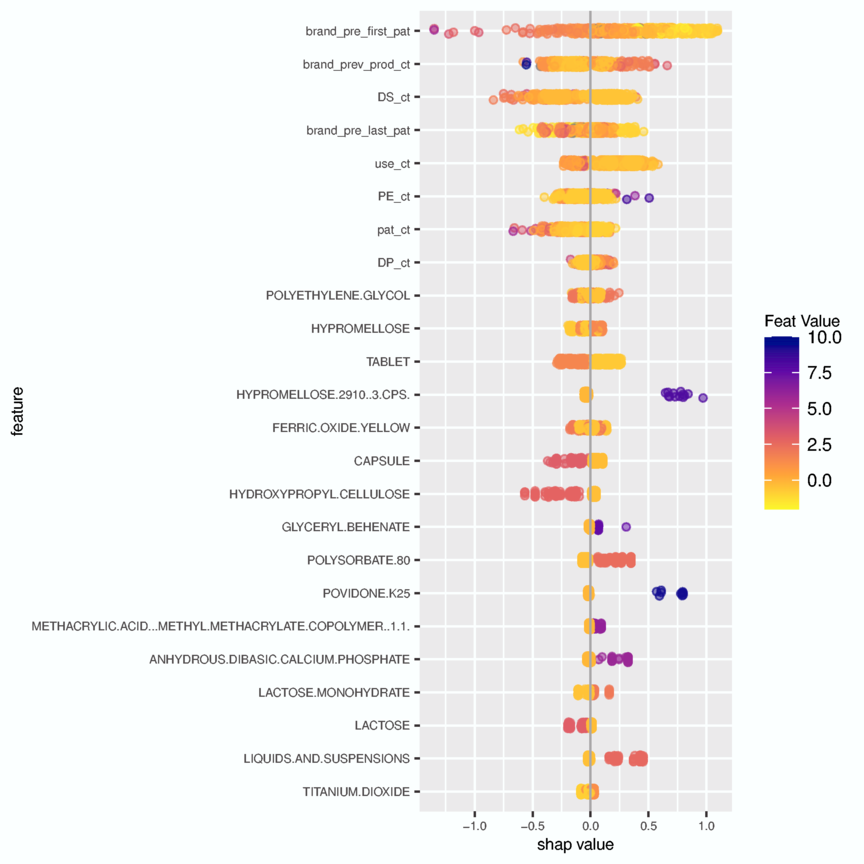 brand_pre_first_pat
brand_prev_prod_ct
DS_ct
brand_pre_last_pat
use_ct
PE_ct
pat_ct
DP_ct
POLYETHYLENE.GLYCOL
HYPROMELLOSE
TABLET
HYPROMELLOSE.2910..3.CPS.
FERRIC.OXIDE.YELLOW
CAPSULE
HYDROXYPROPYL.CELLULOSE
GLYCERYL.BEHENATE
POLYSORBATE.80
POVIDONE.K25
METHACRYLIC.ACID...METHYL.METHACRYLATE.COPOLYMER..1.1.
ANHYDROUS.DIBASIC.CALCIUM.PHOSPHATE
LACTOSE.MONOHYDRATE
LACTOSE
LIQUIDS.AND.SUSPENSIONS
TITANIUM.DIOXIDE
feature
−1.0 −0.5 0.0 0.5 1.0
shap value
Feat Value
10.0
7.5
5.0
2.5
0.0